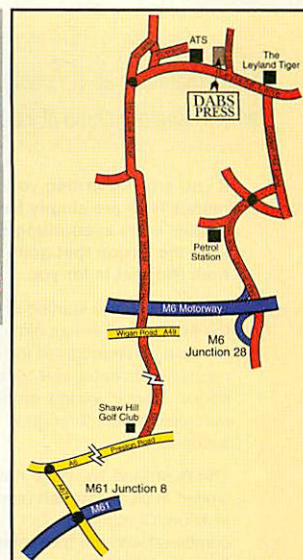 ATS
The
Leyland Tiger
DABS
PRESS
Petrol
Station
M6 Motorway
Wigan Road A49
M6
Junction 28
Shaw Hill
Golf Club
A6
Preston Road
M61 Junction 8
A674
M61